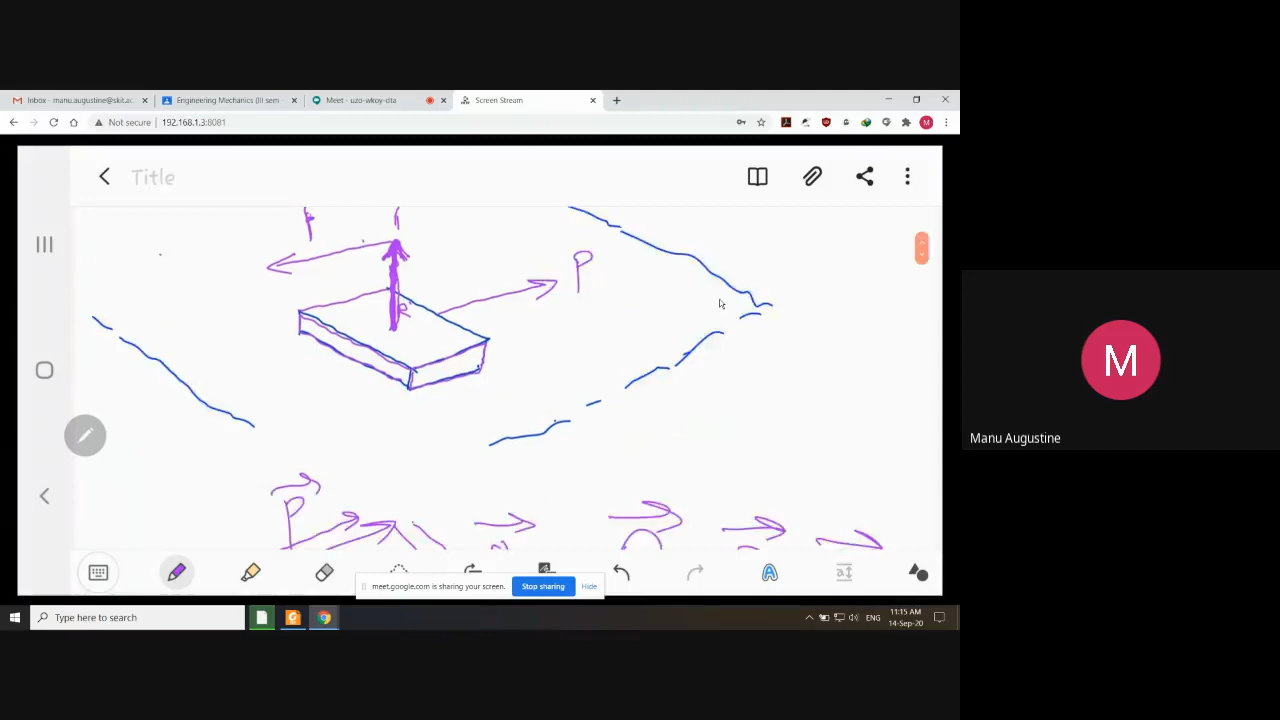 Inbox - manu.augustine@skit.ac
Engineering Mechanics (III sem -
Meet - uzo-wkoy-dta
Screen Stream
Not secure | 192.168.1.3:8081
Title
P
R
P
M
Manu Augustine
meet.google.com is sharing your screen.
Stop sharing
Hide
Type here to search
ENG
11:15 AM
14-Sep-20